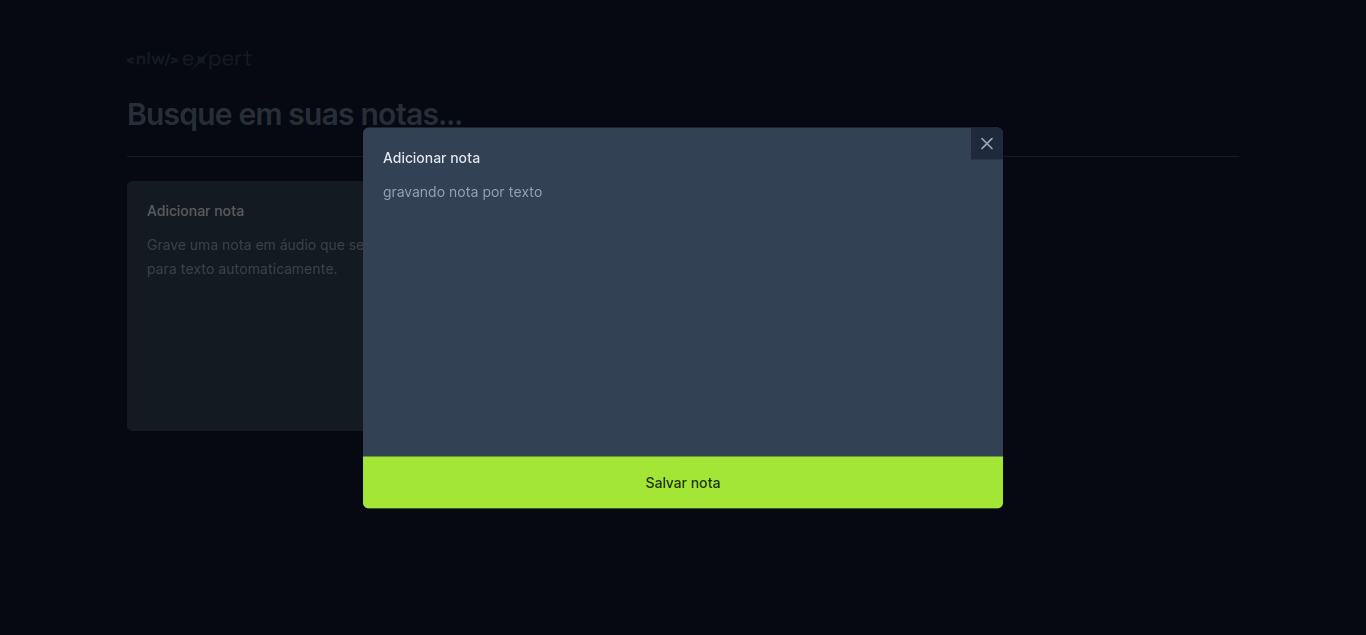 <nlw/> expert
Busque em suas notas...
Adicionar nota
Grave uma nota em áudio que se
para texto automaticamente.
Adicionar nota
gravando nota por texto
Salvar nota